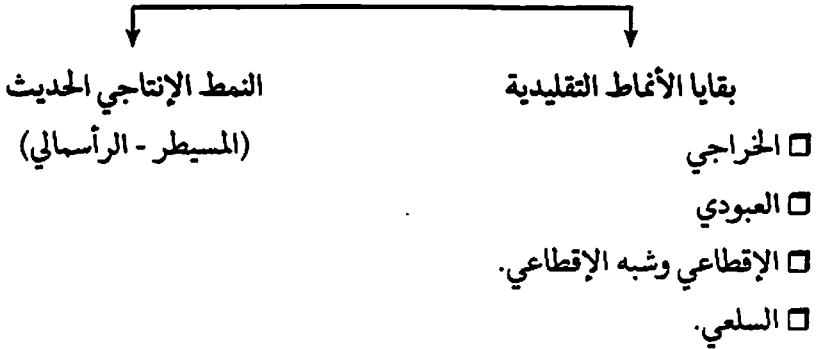 بقايا الأنماط التقليدية
□ الخراجي
□ العبودي
□ الإقطاعي وشبه الإقطاعي.
□ السلعي.
النمط الإنتاجي الحديث
(المسيطر - الرأسمالي)